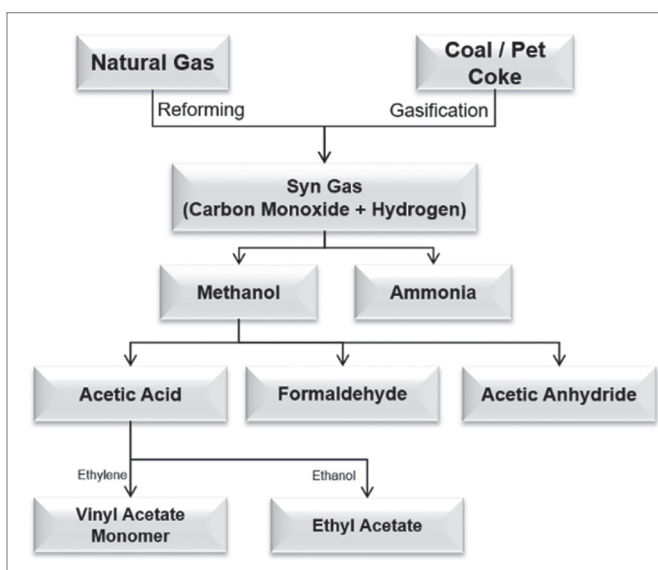 Natural Gas
Coal / Pet
Coke
Reforming
Gasification
Syn Gas
(Carbon Monoxide + Hydrogen)
Methanol
Ammonia
Acetic Acid
Formaldehyde
Acetic Anhydride
Ethylene
Ethanol
Vinyl Acetate
Monomer
Ethyl Acetate